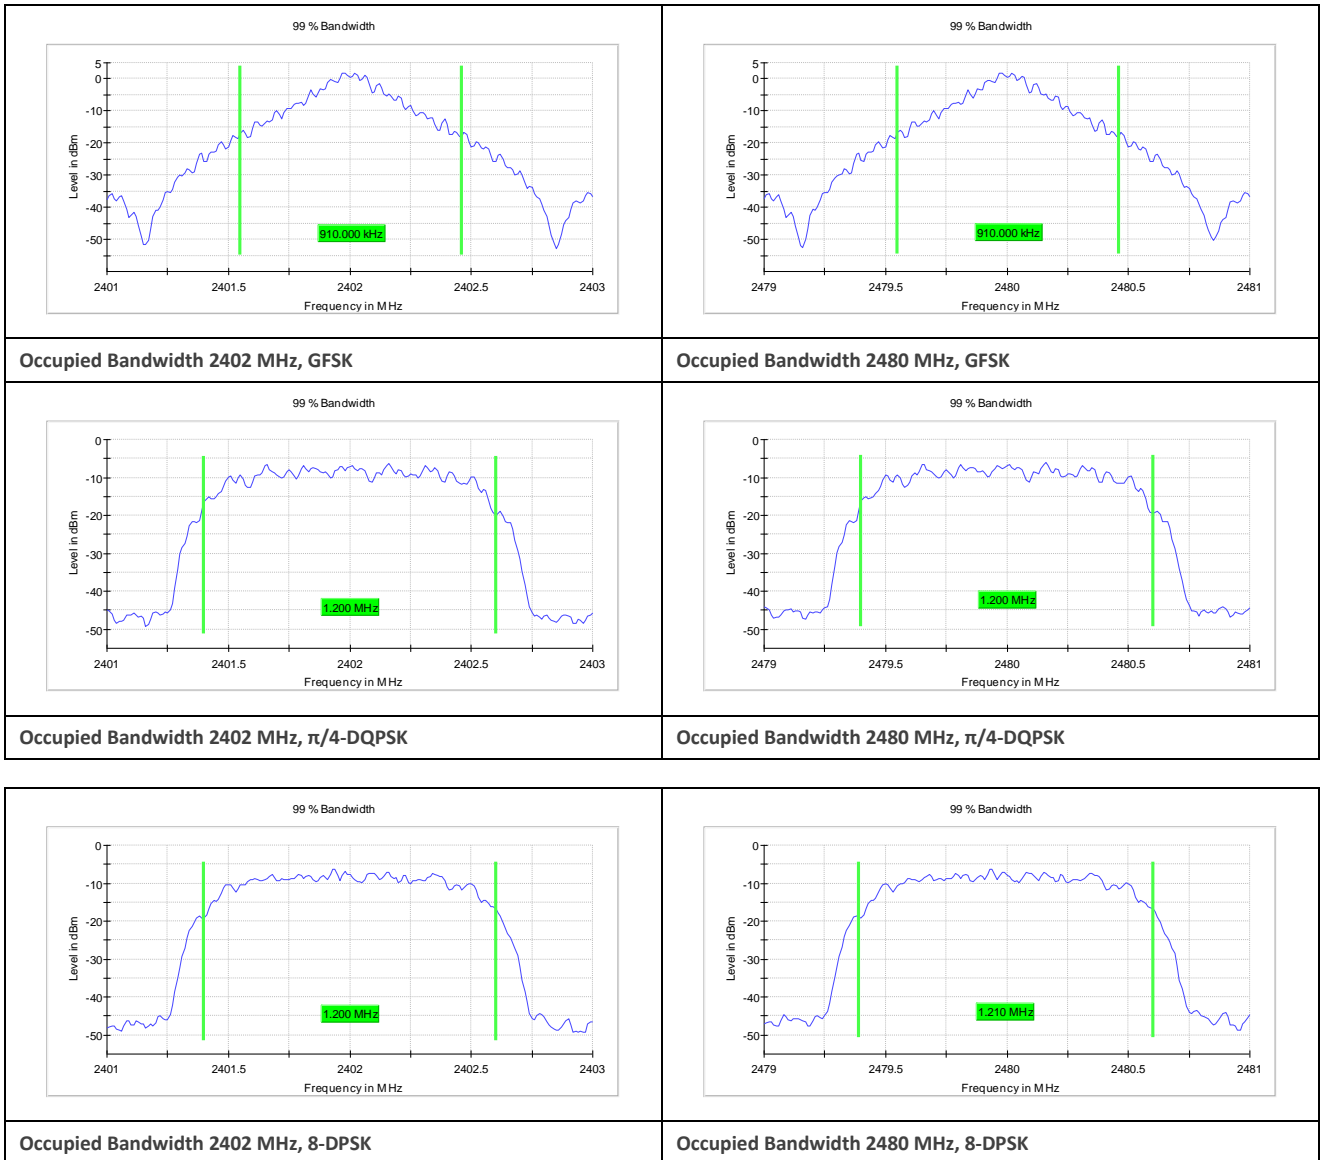 99 % Bandwidth
5
0
-10
-20
-30
-40
-50
Level in dBm
910.000 kHz
2401 2401.5 2402 2402.5 2403
Frequency in MHz
Occupied Bandwidth 2402 MHz, GFSK
99 % Bandwidth
5
0
-10
-20
-30
-40
-50
Level in dBm
910.000 kHz
2479 2479.5 2480 2480.5 2481
Frequency in MHz
Occupied Bandwidth 2480 MHz, GFSK
99 % Bandwidth
0
-10
-20
-30
-40
-50
Level in dBm
1.200 MHz
2401 2401.5 2402 2402.5 2403
Frequency in MHz
Occupied Bandwidth 2402 MHz, π/4-DQPSK
99 % Bandwidth
0
-10
-20
-30
-40
-50
Level in dBm
1.200 MHz
2479 2479.5 2480 2480.5 2481
Frequency in MHz
Occupied Bandwidth 2480 MHz, π/4-DQPSK
99 % Bandwidth
0
-10
-20
-30
-40
-50
Level in dBm
1.200 MHz
2401 2401.5 2402 2402.5 2403
Frequency in MHz
Occupied Bandwidth 2402 MHz, 8-DPSK
99 % Bandwidth
0
-10
-20
-30
-40
-50
Level in dBm
1.210 MHz
2479 2479.5 2480 2480.5 2481
Frequency in MHz
Occupied Bandwidth 2480 MHz, 8-DPSK